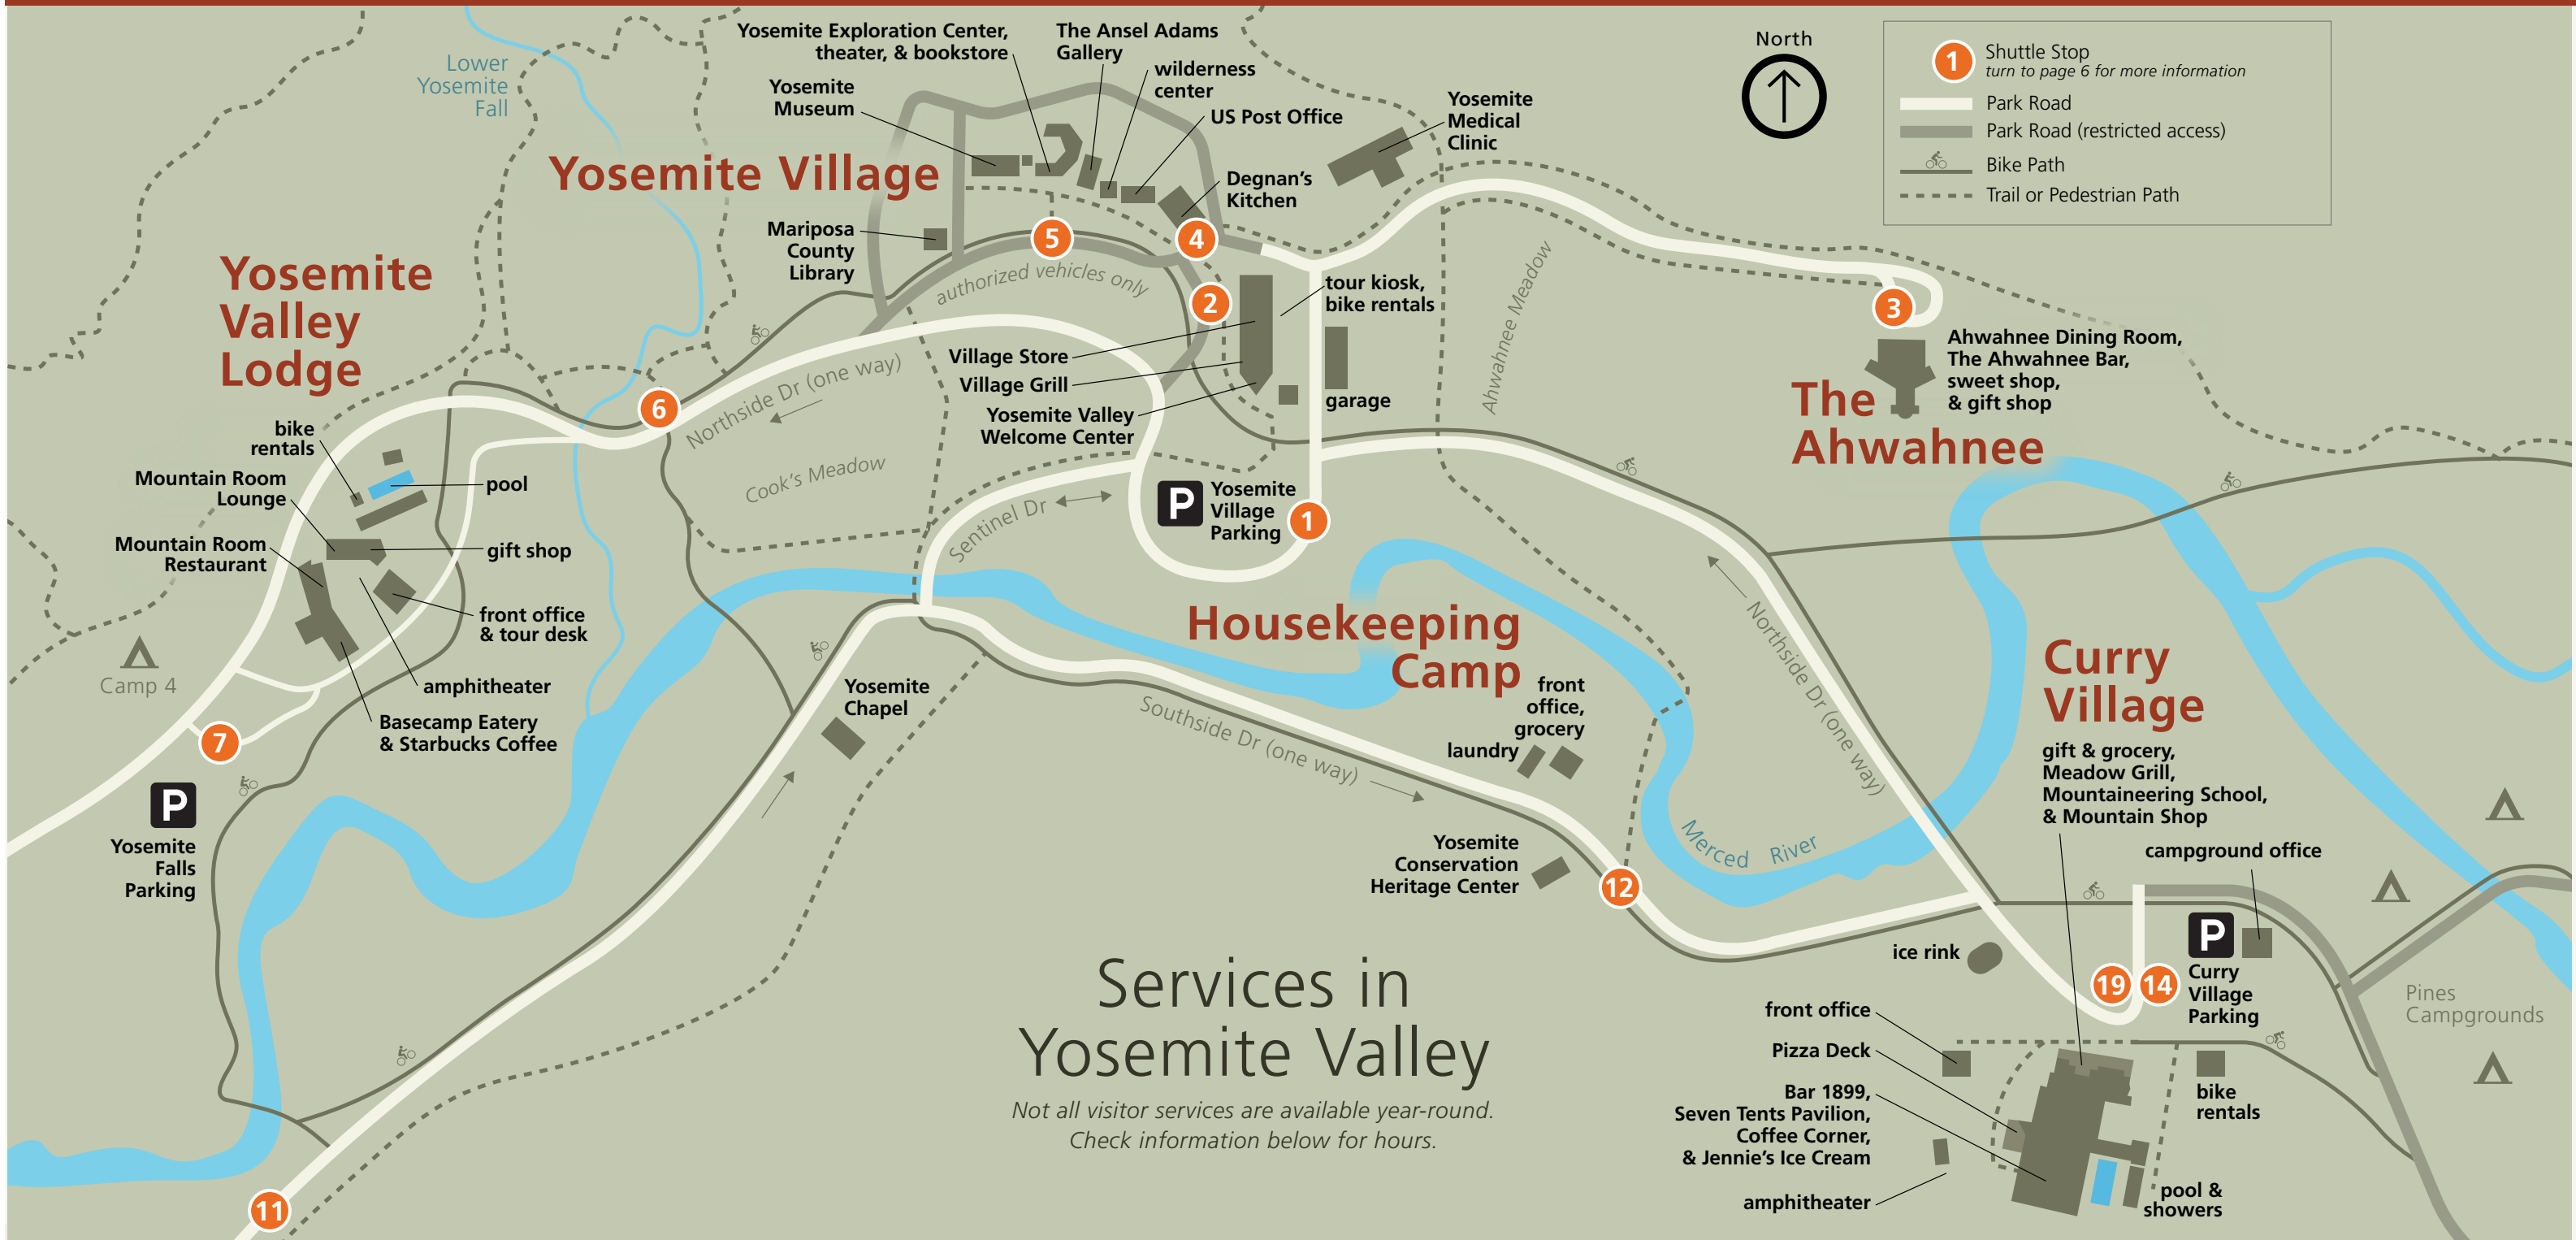 Yosemite Exploration Center,
theater, & bookstore
The Ansel Adams
Gallery
wilderness
center
US Post Office
Yosemite
Museum
Yosemite
Medical
Clinic
North
1
Shuttle Stop
turn to page 6 for more information
Park Road
Park Road (restricted access)
Bike Path
Trail or Pedestrian Path
Lower
Yosemite
Fall
Yosemite Village
Degnan's
Kitchen
Mariposa
County
Library
5
4
authorized vehicles only
2
tour kiosk,
bike rentals
Village Store
Village Grill
Yosemite Valley
Welcome Center
garage
Ahwahnee Meadow
3
Ahwahnee Dining Room,
The Ahwahnee Bar,
sweet shop,
& gift shop
The
Ahwahnee
Yosemite
Valley
Lodge
6
Northside Dr (one way)
Cook's Meadow
bike
rentals
Mountain Room
Lounge
pool
Mountain Room
Restaurant
gift shop
front office
& tour desk
amphitheater
Basecamp Eatery
& Starbucks Coffee
Camp 4
7
P
Yosemite
Falls
Parking
Sentinel Dr
P
Yosemite
Village
Parking
1
Housekeeping
Camp
front
office,
grocery
laundry
Yosemite
Chapel
Southside Dr (one way)
Northside Dr (one way)
Merced River
Yosemite
Conservation
Heritage Center
12
Curry
Village
gift & grocery,
Meadow Grill,
Mountaineering School,
& Mountain Shop
campground office
ice rink
19
14
P
Curry
Village
Parking
Pines
Campgrounds
front office
Pizza Deck
Bar 1899,
Seven Tents Pavilion,
Coffee Corner,
& Jennie's Ice Cream
amphitheater
bike
rentals
pool &
showers
Services in
Yosemite Valley
Not all visitor services are available year-round.
Check information below for hours.
11